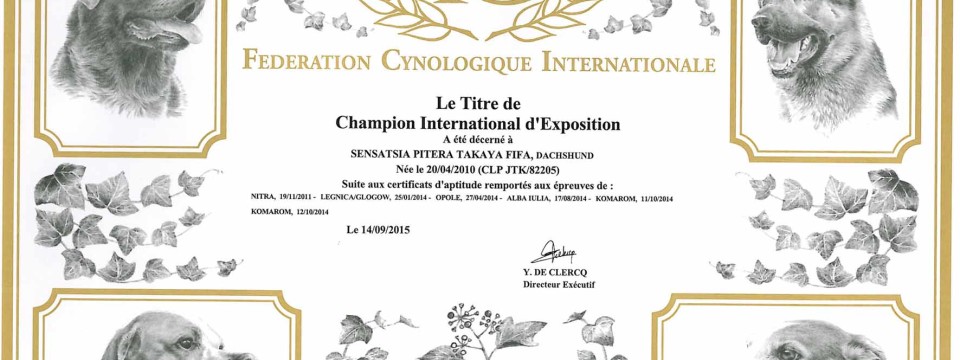 FEDERATION CYNOLOGIQUE INTERNATIONALE
Le Titre de
Champion International d'Exposition
A été décerné à
SENSATSIA PITERA TAKAYA FIFA, DACHSHUND
Née le 20/04/2010 (CLP JTK/82205)
Suite aux certificats d'aptitude remportés aux épreuves de :
NITRA, 19/11/2011 - LEGNICA/GLOGOW, 25/01/2014 - OPOLE, 27/04/2014 - ALBA IULIA, 17/08/2014 - KOMAROM, 11/10/2014
KOMAROM, 12/10/2014
Le 14/09/2015
Y. DE CLERCQ
Directeur Exécutif